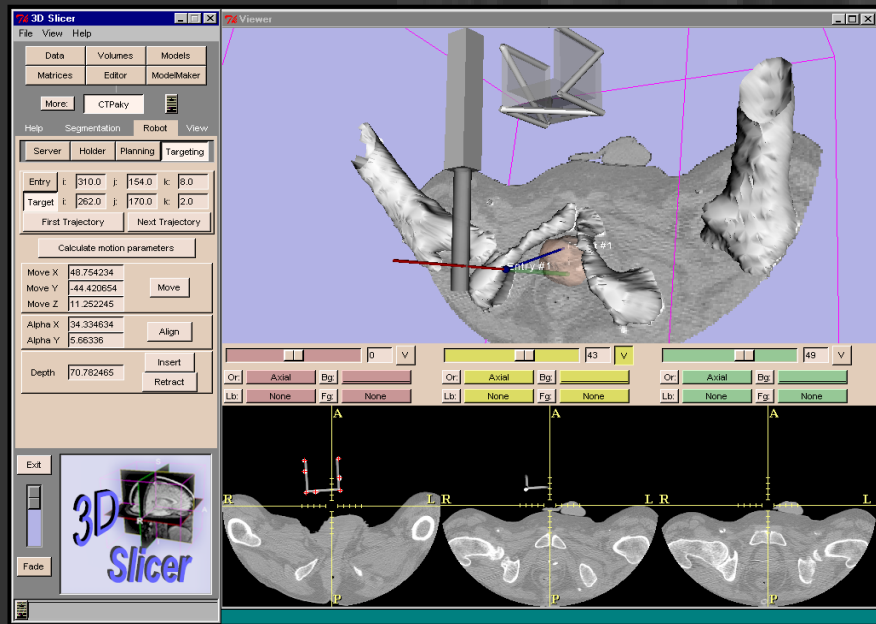 3D Slicer
File View Help
Data Volumes Models
Matrices Editor ModelMaker
More: CTPaky
Help Segmentation Robot View
Server Holder Planning Targeting
Entry i: 310.0 j: 154.0 k: 8.0
Target i: 262.0 j: 170.0 k: 2.0
First Trajectory Next Trajectory
Calculate motion parameters
Move X 48.754234
Move Y -44.420654
Move Z 11.252245
Move
Alpha X 34.334634
Alpha Y 5.66336
Align
Depth 70.782465
Insert
Retract
Exit
Fade
3D
Slicer
Viewer
#1
Entry #1
0 V 43 V 49 V
Or: Axial Bg: Or: Axial Bg: Or: Axial Bg:
Lb: None Fg: None Lb: None Fg: None Lb: None Fg: None
A A A
R L R L R L
P P P